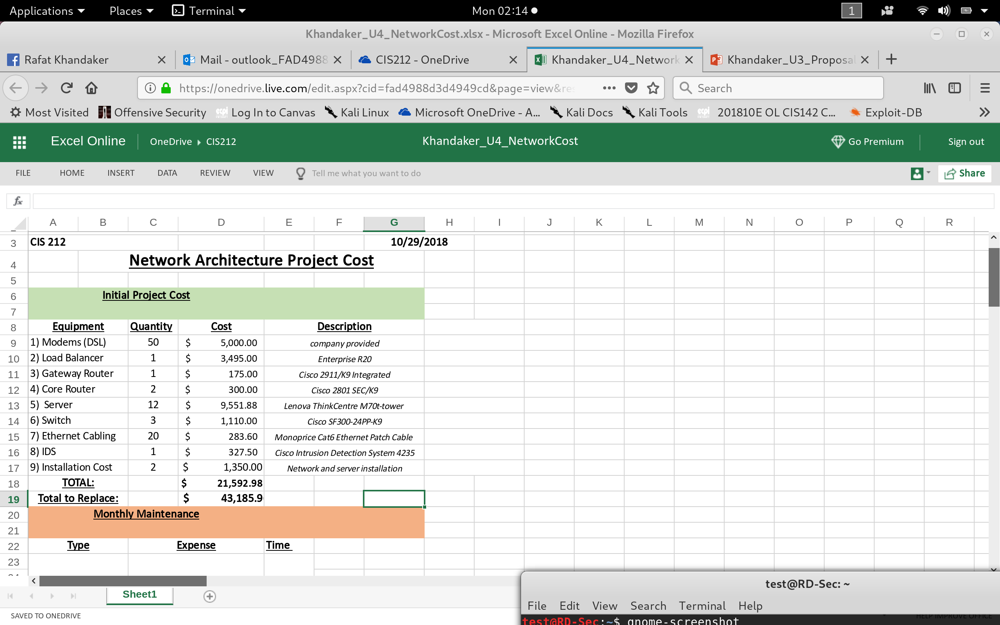 Applications Places Terminal Mon 02:14 1
Khandaker_U4_NetworkCost.xlsx - Microsoft Excel Online - Mozilla Firefox
Rafat Khandaker Mail - outlook_FAD4988 CIS212 - OneDrive Khandaker_U4_Network Khandaker_U3_Proposal
https://onedrive.live.com/edit.aspx?cid=fad4988d3d4949cd&page=view&res Search
Most Visited Offensive Security Log In to Canvas Kali Linux Microsoft OneDrive - A... Kali Docs Kali Tools 201810E OL CIS142 C... Exploit-DB
Excel Online OneDrive CIS212 Khandaker_U4_NetworkCost Go Premium Sign out
FILE HOME INSERT DATA REVIEW VIEW Tell me what you want to do Share
fx
A B C D E F G H I J K L M N O P Q R
3 CIS 212 10/29/2018
4 Network Architecture Project Cost
5
6 Initial Project Cost
7
8 Equipment Quantity Cost Description
9 1) Modems (DSL) 50 $ 5,000.00 company provided
10 2) Load Balancer 1 $ 3,495.00 Enterprise R20
11 3) Gateway Router 1 $ 175.00 Cisco 2911/K9 Integrated
12 4) Core Router 2 $ 300.00 Cisco 2801 SEC/K9
13 5) Server 12 $ 9,551.88 Lenova ThinkCentre M70t-tower
14 6) Switch 3 $ 1,110.00 Cisco SF300-24PP-K9
15 7) Ethernet Cabling 20 $ 283.60 Monoprice Cat6 Ethernet Patch Cable
16 8) IDS 1 $ 327.50 Cisco Intrusion Detection System 4235
17 9) Installation Cost 2 $ 1,350.00 Network and server installation
18 TOTAL: $ 21,592.98
19 Total to Replace: $ 43,185.9
20 Monthly Maintenance
21
22 Type Expense Time
23
Sheet1
test@RD-Sec: ~
File Edit View Search Terminal Help
SAVED TO ONEDRIVE HELP IMPROVE OFFICE
test@RD-Sec:~$ gnome-screenshot